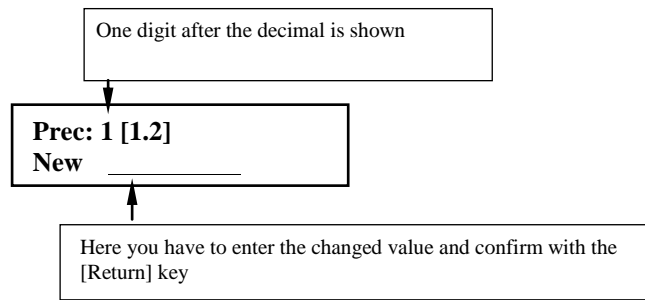 One digit after the decimal is shown
Prec: 1 [1.2]
New ___________
Here you have to enter the changed value and confirm with the
[Return] key